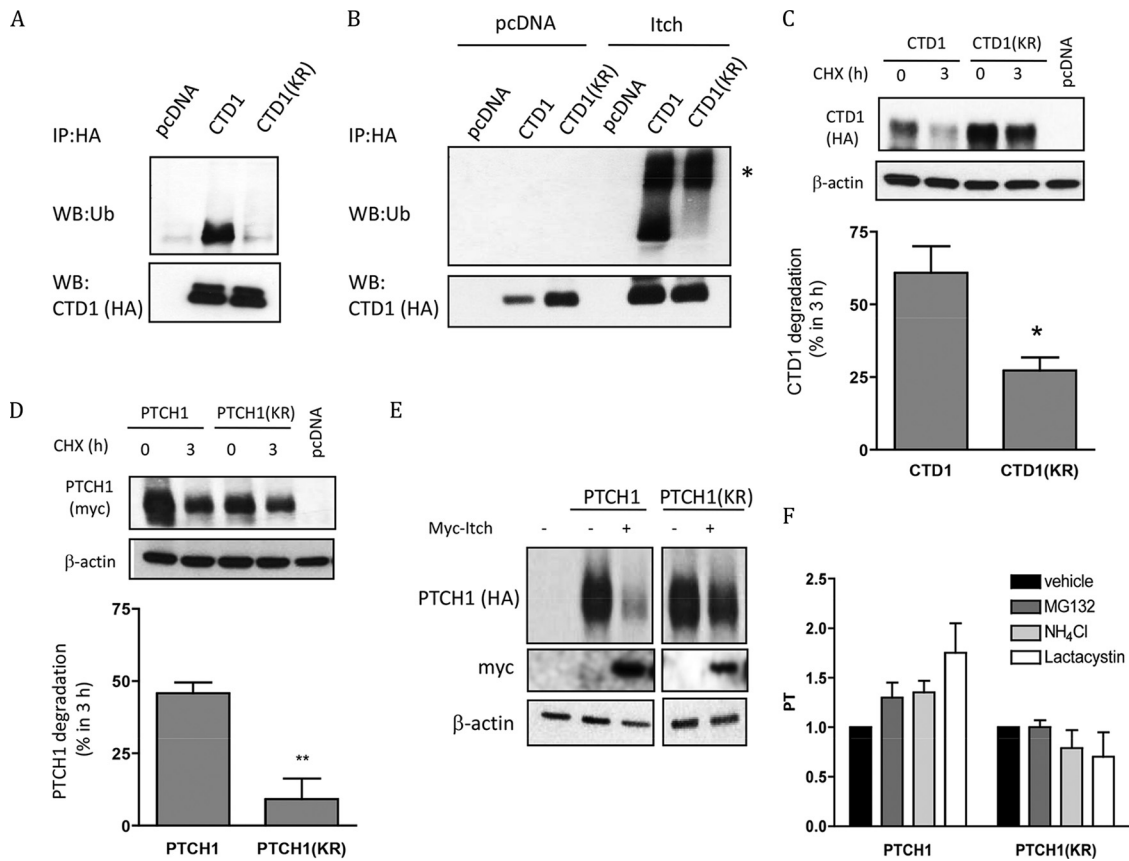 A
pcDNA
CTD1
CTD1(KR)
IP:HA
WB:Ub
WB:
CTD1 (HA)
B
pcDNA
Itch
pcDNA
CTD1
CTD1(KR)
pcDNA
CTD1
CTD1(KR)
IP:HA
*
WB:Ub
WB:
CTD1 (HA)
C
CTD1
CTD1(KR)
pcDNA
CHX (h)
0
3
0
3
CTD1
(HA)
β-actin
75
50
25
0
CTD1 degradation
(% in 3 h)
*
CTD1
CTD1(KR)
D
PTCH1
PTCH1(KR)
pcDNA
CHX (h)
0
3
0
3
PTCH1
(myc)
β-actin
75
50
25
0
PTCH1 degradation
(% in 3 h)
**
PTCH1
PTCH1(KR)
E
PTCH1
PTCH1(KR)
Myc-Itch
-
-
+
-
+
PTCH1 (HA)
myc
β-actin
F
2.5
2.0
1.5
1.0
0.5
0.0
PT
vehicle
MG132
NH₄Cl
Lactacystin
PTCH1
PTCH1(KR)